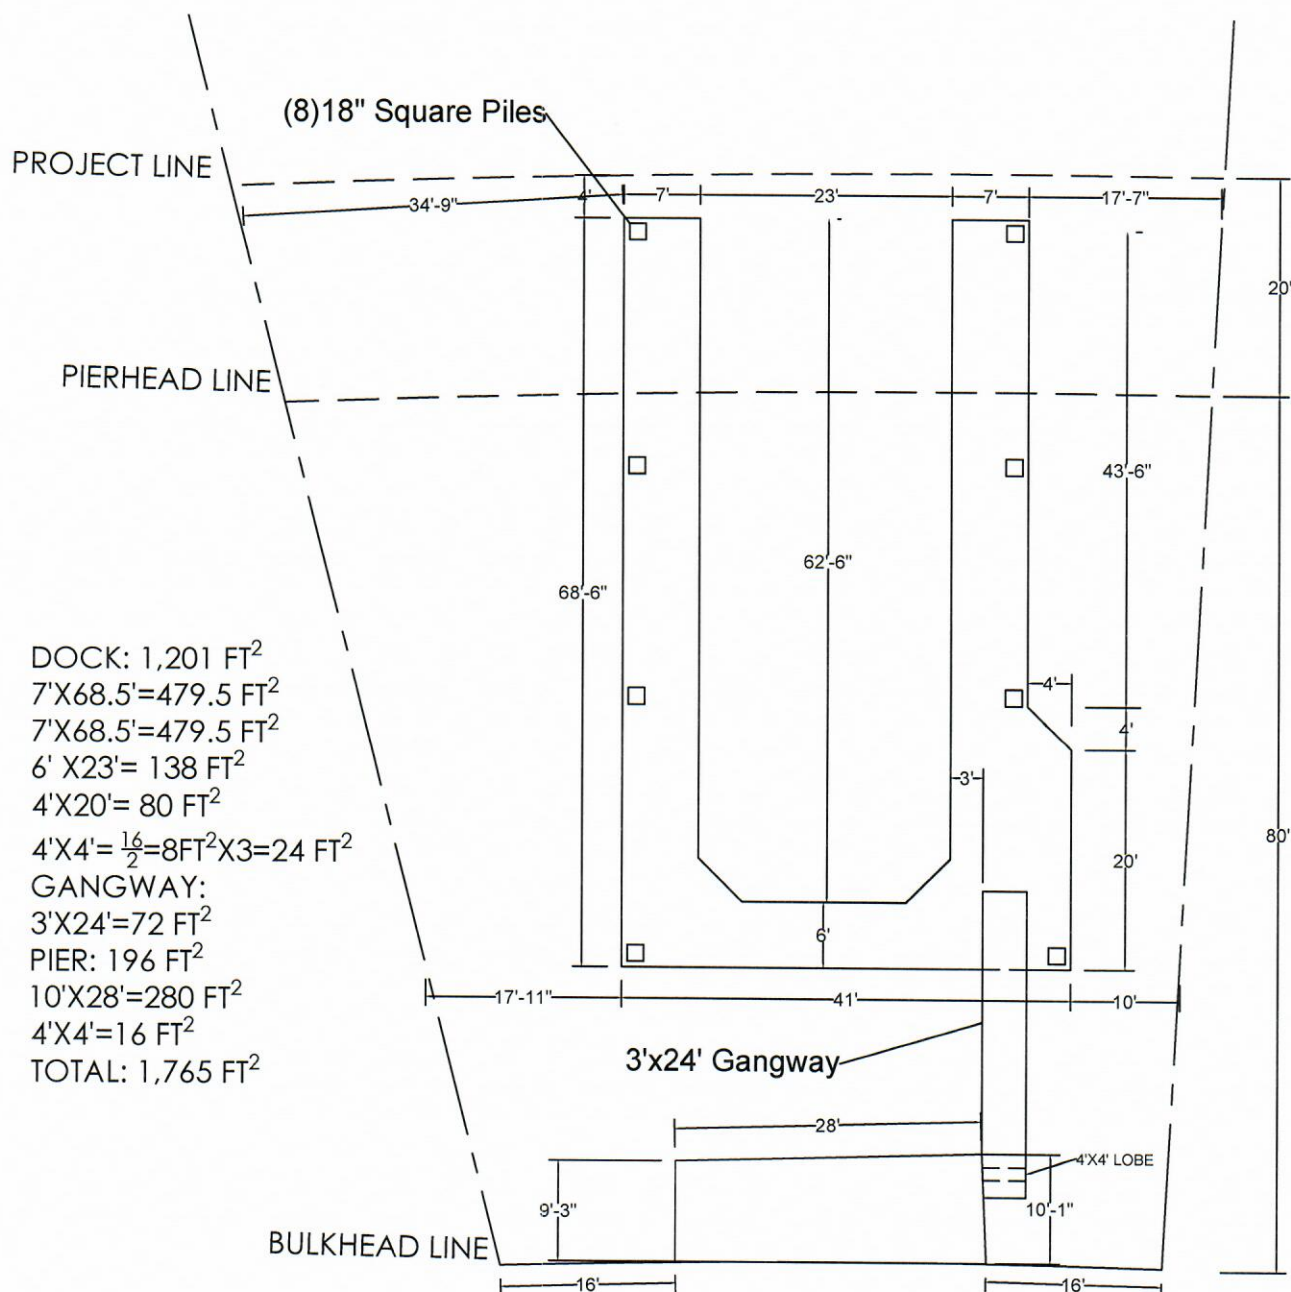 (8)18" Square Piles
PROJECT LINE
34'-9"
4'
7'
23'
7'
17'-7"
20'
PIERHEAD LINE
43'-6"
62'-6"
68'-6"
DOCK: 1,201 FT²
7'X68.5'=479.5 FT²
7'X68.5'=479.5 FT²
6' X23'= 138 FT²
4'X20'= 80 FT²
4'X4'= 16/2=8FT²X3=24 FT²
GANGWAY:
3'X24'=72 FT²
PIER: 196 FT²
10'X28'=280 FT²
4'X4'=16 FT²
TOTAL: 1,765 FT²
4'
4'
3'
80'
20'
6'
17'-11"
41'
10'
3'x24' Gangway
28'
4'X4' LOBE
9'-3"
10'-1"
BULKHEAD LINE
16'
16'